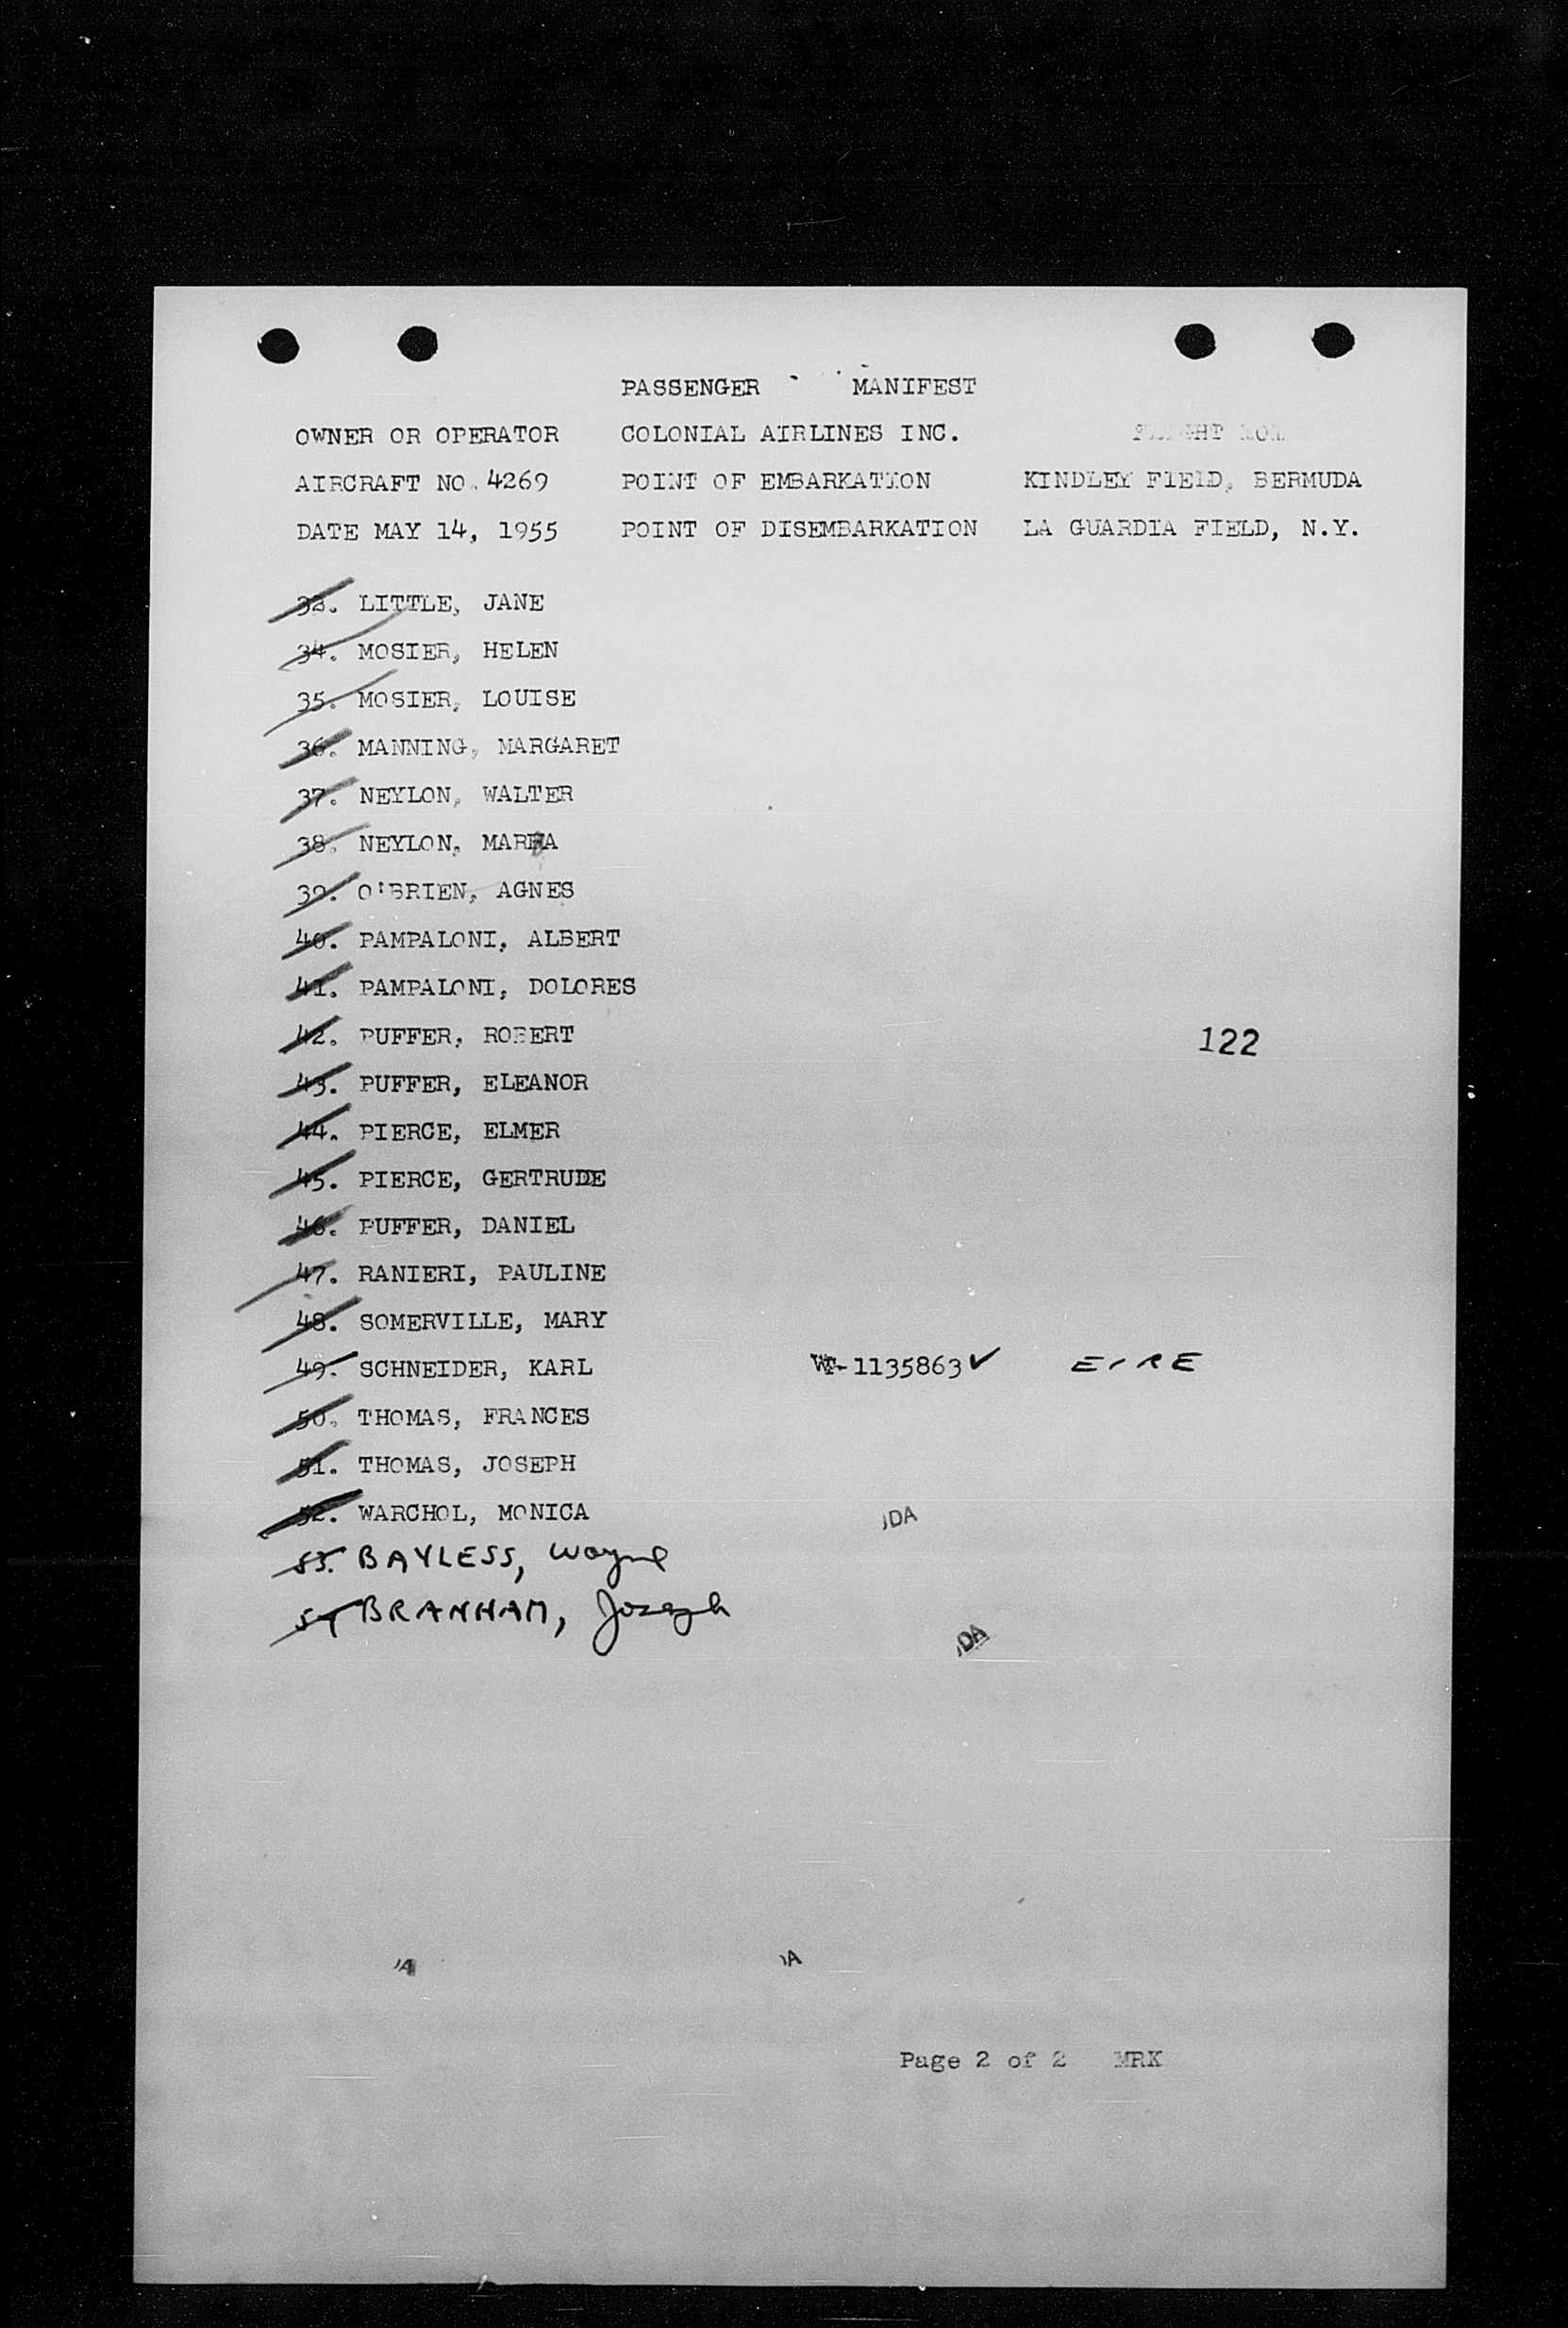 PASSENGER MANIFEST
OWNER OR OPERATOR COLONIAL AIRLINES INC. FLIGHT
AIRCRAFT NO. 4269 POINT OF EMBARKATION KINDLEY FIELD, BERMUDA
DATE MAY 14, 1955 POINT OF DISEMBARKATION LA GUARDIA FIELD, N.Y.
33. LITTLE, JANE
34. MOSIER, HELEN
35. MOSIER, LOUISE
36. MANNING, MARGARET
37. NEYLON, WALTER
38. NEYLON,
39. O'BRIEN, AGNES
40. PAMPALONI, ALBERT
41. PAMPALONI, DOLORES
42. PUFFER, ROBERT
122
43. PUFFER, ELEANOR
44. PIERCE, ELMER
45. PIERCE, GERTRUDE
46. PUFFER, DANIEL
47. RANIERI, PAULINE
48. SOMERVILLE, MARY
49. SCHNEIDER, KARL 1135863 ✓ EIRE
50. THOMAS, FRANCES
51. THOMAS, JOSEPH
52. WARCHOL, MONICA DA
53. BAYLESS, Wayne
54 BRANHAM, Joseph
DA
A A
Page 2 of 2 MRK